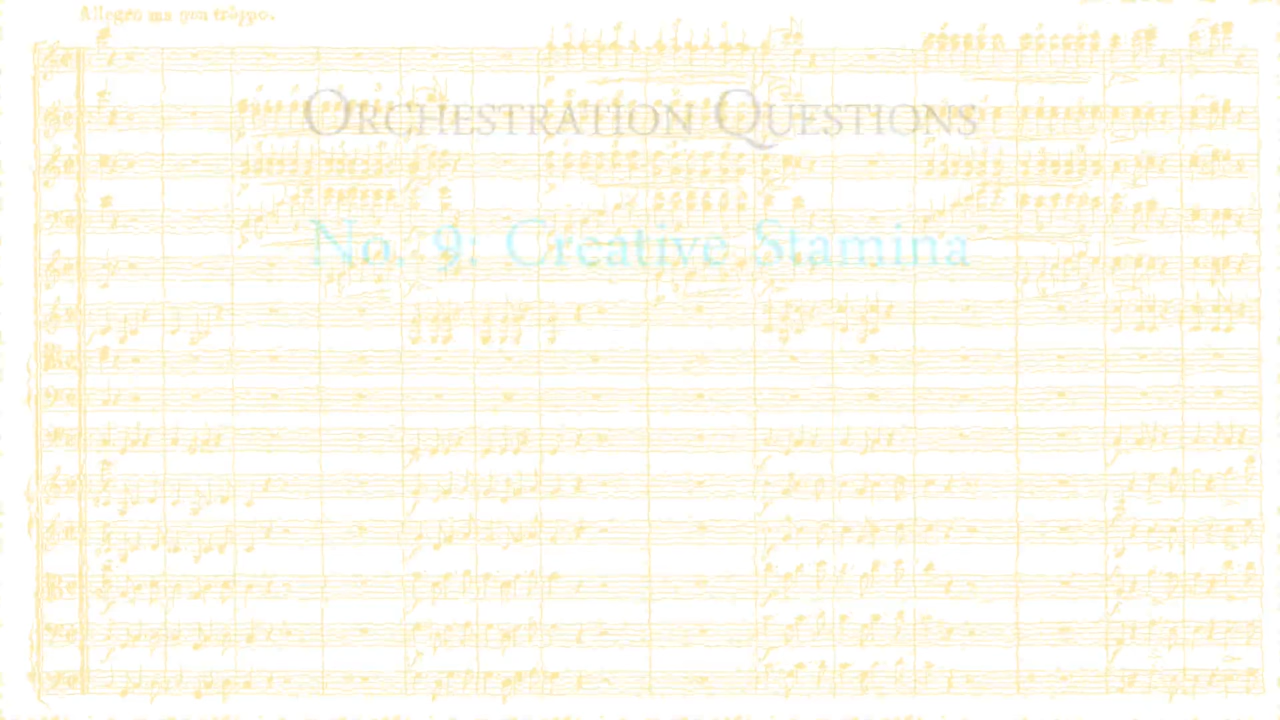 Allegro ma non troppo.
Orchestration Questions
No. 9: Creative Stamina